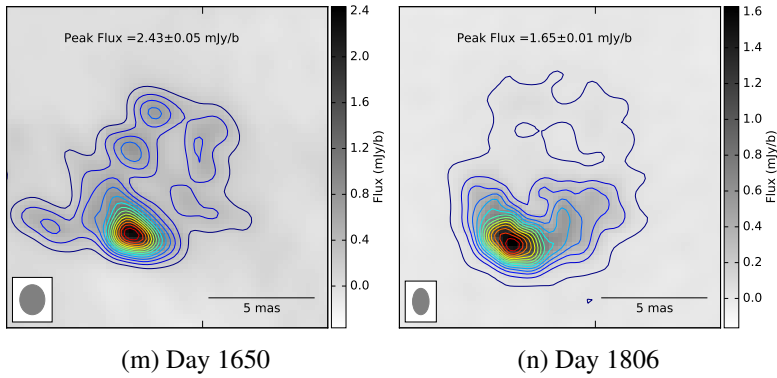 Peak Flux =2.43±0.05 mJy/b
5 mas
2.4
2.0
1.6
1.2
0.8
0.4
0.0
Flux (mJy/b)
(m) Day 1650
Peak Flux =1.65±0.01 mJy/b
5 mas
1.6
1.4
1.2
1.0
0.8
0.6
0.4
0.2
0.0
Flux (mJy/b)
(n) Day 1806